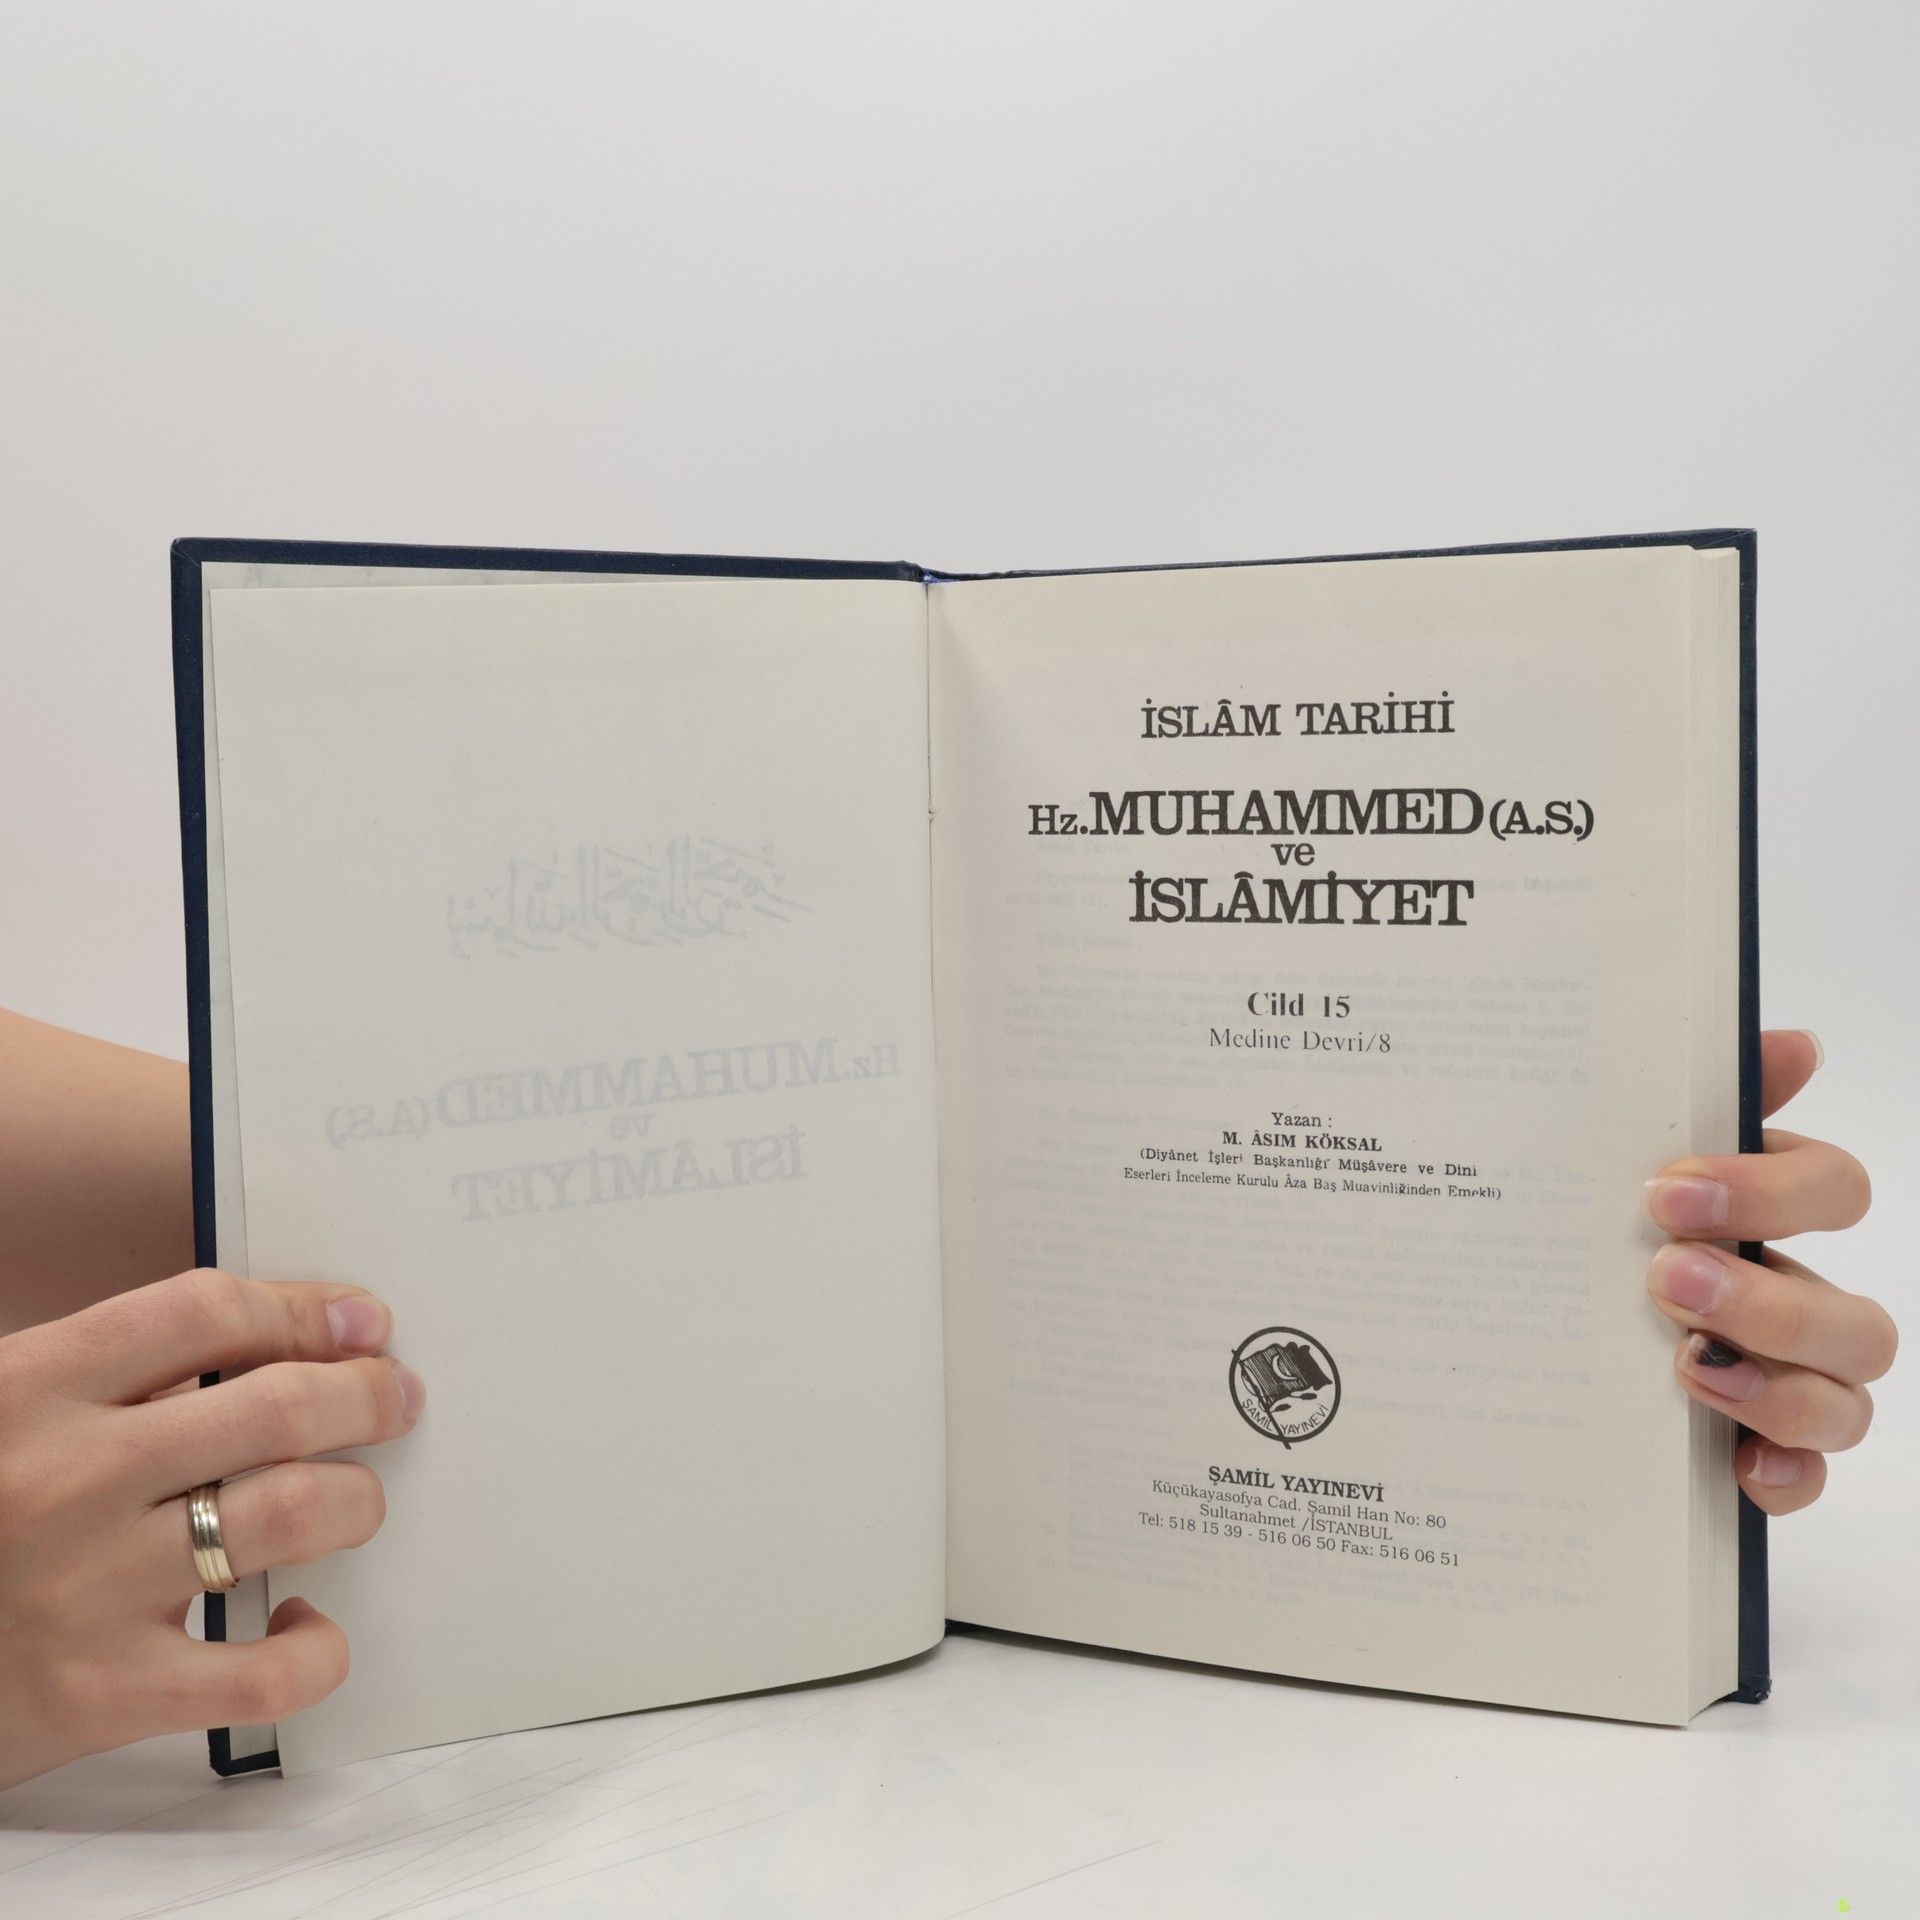 İSLÂM TARİHİ
Hz. MUHAMMED (A.S.)
ve
İSLÂMİYET
Cild 15
Medine Devri/8
Yazan :
M. ÂSIM KÖKSAL
(Diyânet İşleri Başkanlığı Müşâvere ve Dini
Eserleri İnceleme Kurulu Âza Baş Muavinliğinden Emekli)
ŞAMİL YAYINEVİ
ŞAMİL YAYINEVİ
Küçükayasofya Cad. Şamil Han No: 80
Sultanahmet /İSTANBUL
Tel: 518 15 39 - 516 06 50 Fax: 516 06 51